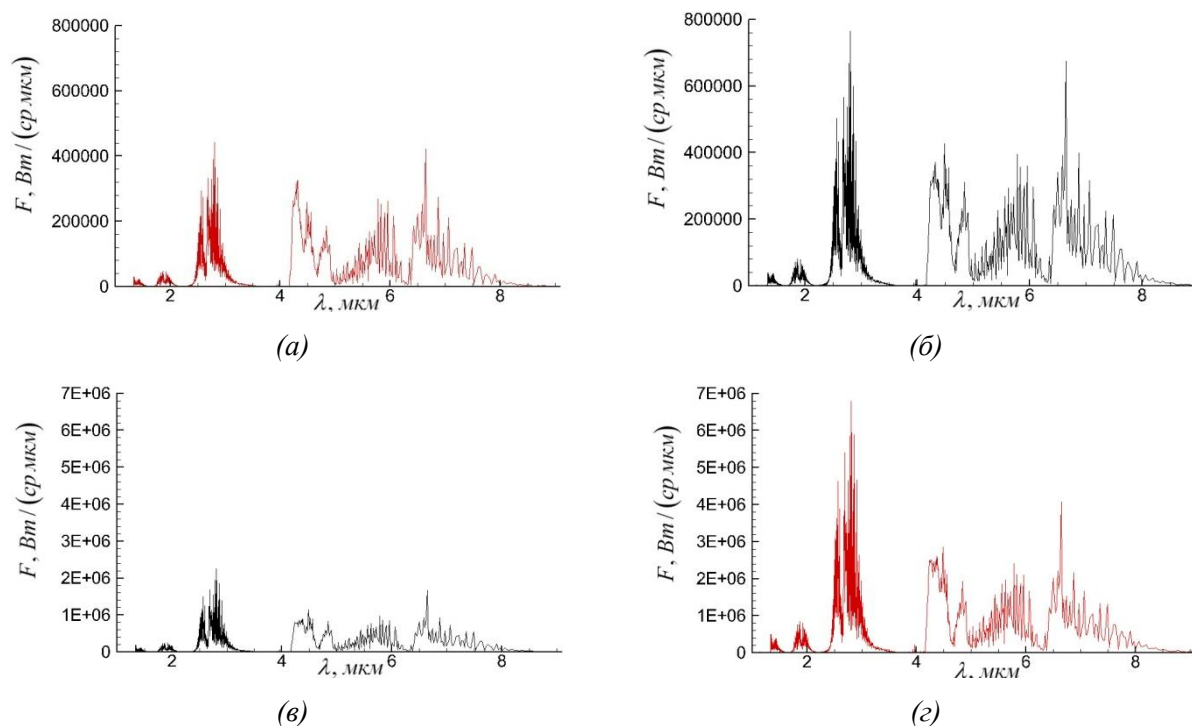 800000
600000
400000
200000
0
F, Вт/(ср мкм)
2 4 6 8
λ, мкм
(а)
800000
600000
400000
200000
0
F, Вт/(ср мкм)
2 4 6 8
λ, мкм
(б)
7E+06
6E+06
5E+06
4E+06
3E+06
2E+06
1E+06
0
F, Вт/(ср мкм)
2 4 6 8
λ, мкм
(в)
7E+06
6E+06
5E+06
4E+06
3E+06
2E+06
1E+06
0
F, Вт/(ср мкм)
2 4 6 8
λ, мкм
(г)